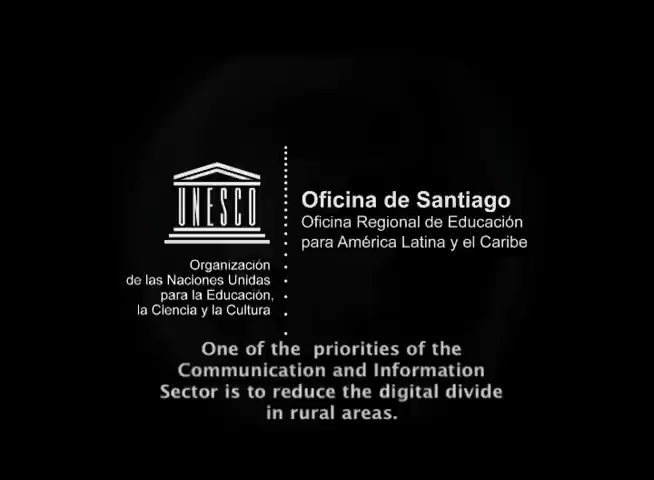 UNESCO
Organización
de las Naciones Unidas
para la Educación,
la Ciencia y la Cultura
Oficina de Santiago
Oficina Regional de Educación
para América Latina y el Caribe
One of the priorities of the
Communication and Information
Sector is to reduce the digital divide
in rural areas.